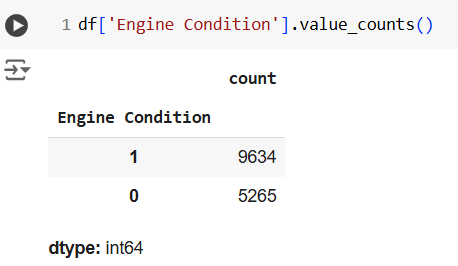 1 df['Engine Condition'].value_counts()
count
Engine Condition
1 9634
0 5265
dtype: int64